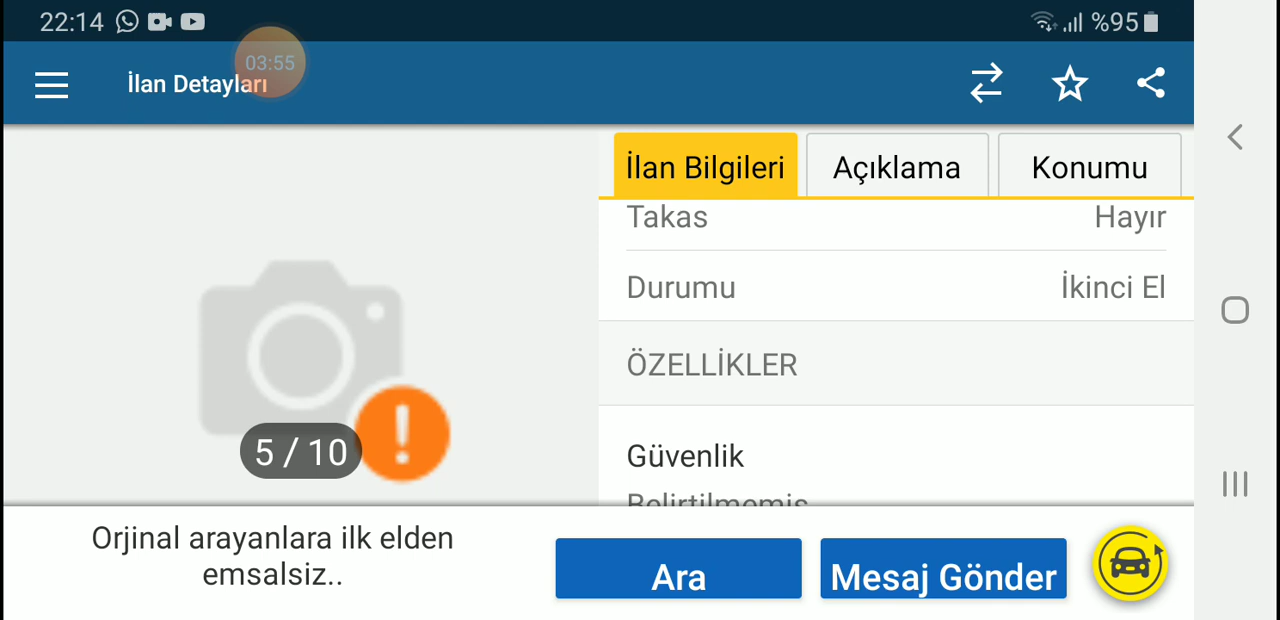 22:14
%95
03:55
İlan Detayları
İlan Bilgileri
Açıklama
Konumu
Takas
Hayır
Durumu
İkinci El
ÖZELLİKLER
Güvenlik
Belirtilmemiş
5 / 10
Orjinal arayanlara ilk elden
emsalsiz..
Ara
Mesaj Gönder